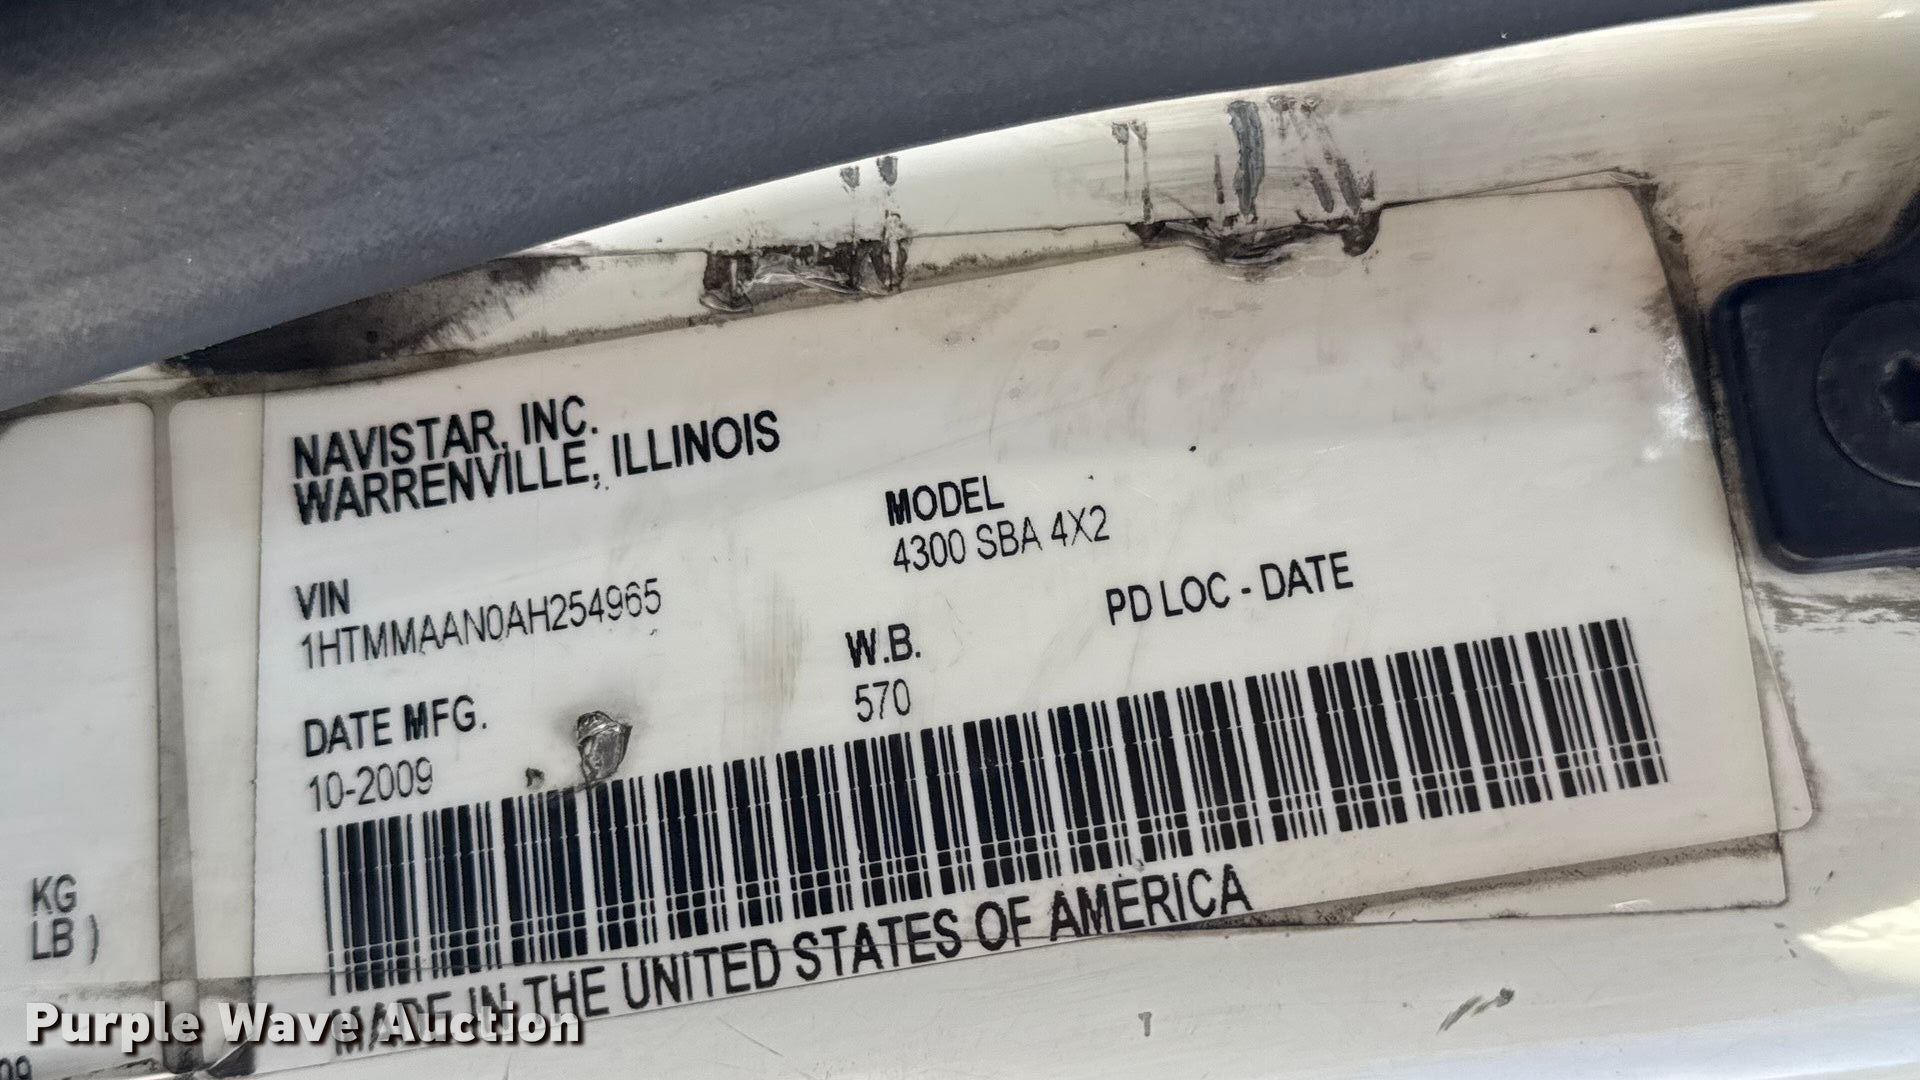 NAVISTAR, INC.
WARRENVILLE, ILLINOIS
MODEL
4300 SBA 4X2
VIN
1HTMMAAN0AH254965
PD LOC - DATE
W.B.
570
DATE MFG.
10-2009
MADE IN THE UNITED STATES OF AMERICA
KG
LB )
Purple Wave Auction
09